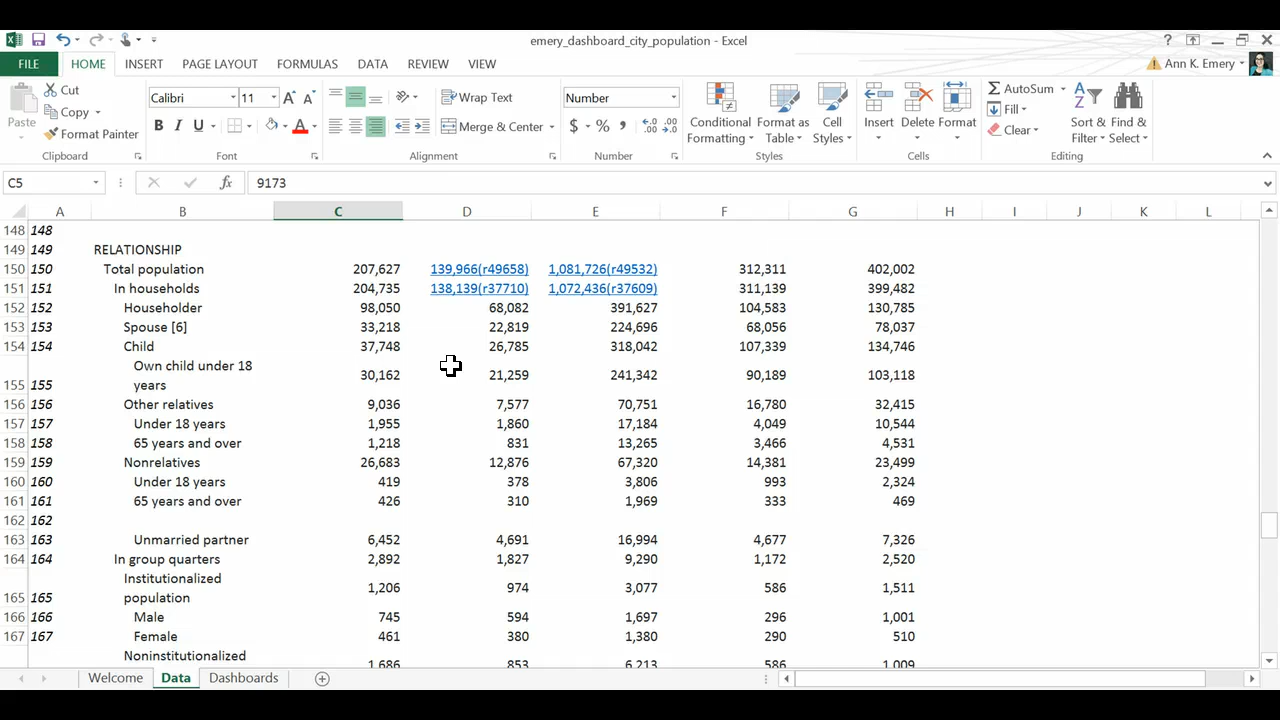 emery_dashboard_city_population - Excel
FILE HOME INSERT PAGE LAYOUT FORMULAS DATA REVIEW VIEW Ann K. Emery
Paste Cut Copy Format Painter Clipboard
Calibri 11 B I U Font
Wrap Text Merge & Center Alignment
Number $ % Number
Conditional Formatting Format as Table Cell Styles Styles
Insert Delete Format Cells
AutoSum Fill Clear Sort & Filter Find & Select Editing
C5 fx 9173
A B C D E F G H I J K L
148 148
149 149 RELATIONSHIP
150 150 Total population 207,627 139,966(r49658) 1,081,726(r49532) 312,311 402,002
151 151 In households 204,735 138,139(r37710) 1,072,436(r37609) 311,139 399,482
152 152 Householder 98,050 68,082 391,627 104,583 130,785
153 153 Spouse [6] 33,218 22,819 224,696 68,056 78,037
154 154 Child 37,748 26,785 318,042 107,339 134,746
155 155 Own child under 18 years 30,162 21,259 241,342 90,189 103,118
156 156 Other relatives 9,036 7,577 70,751 16,780 32,415
157 157 Under 18 years 1,955 1,860 17,184 4,049 10,544
158 158 65 years and over 1,218 831 13,265 3,466 4,531
159 159 Nonrelatives 26,683 12,876 67,320 14,381 23,499
160 160 Under 18 years 419 378 3,806 993 2,324
161 161 65 years and over 426 310 1,969 333 469
162 162
163 163 Unmarried partner 6,452 4,691 16,994 4,677 7,326
164 164 In group quarters 2,892 1,827 9,290 1,172 2,520
165 165 Institutionalized population 1,206 974 3,077 586 1,511
166 166 Male 745 594 1,697 296 1,001
167 167 Female 461 380 1,380 290 510
Noninstitutionalized 1,686 853 6,213 586 1,009
Welcome Data Dashboards